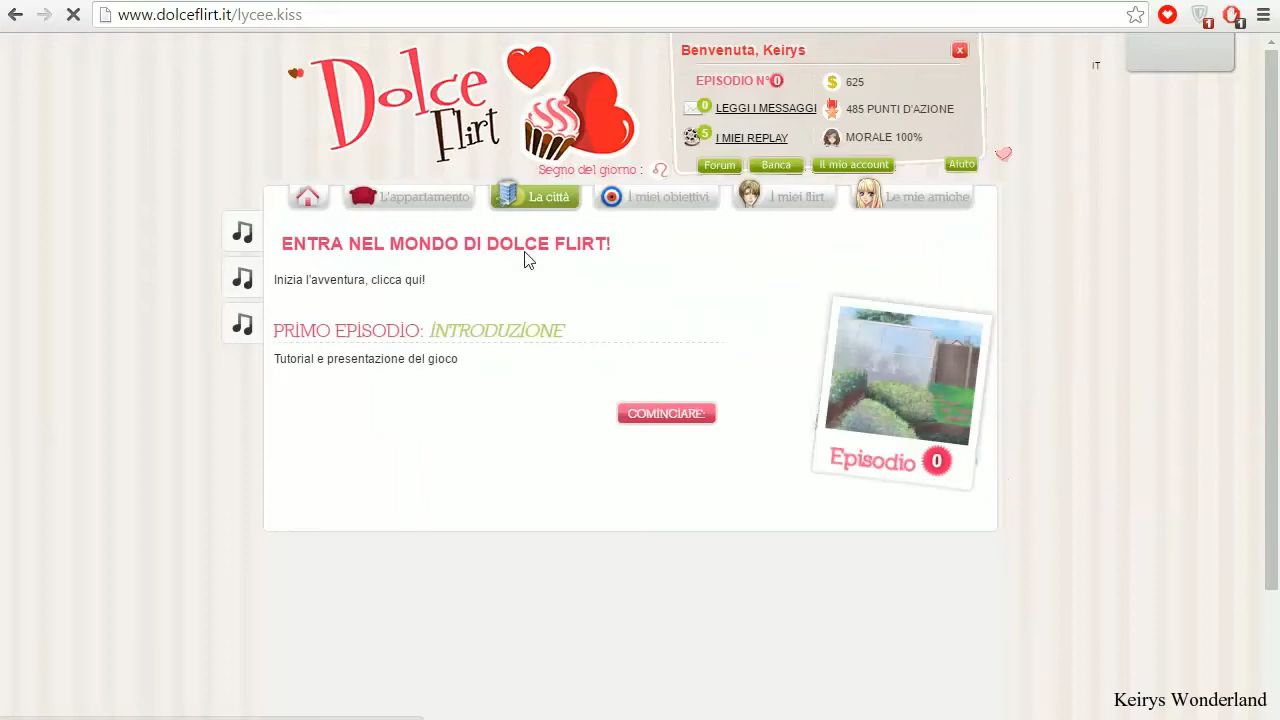 www.dolceflirt.it/lycee.kiss
1
1
Dolce
Flirt
Benvenuta, Keirys
IT
EPISODIO N° 0
$ 625
0 LEGGI I MESSAGGI
485 PUNTI D'AZIONE
5 I MIEI REPLAY
MORALE 100%
Segno del giorno : ♌
Forum Banca Il mio account Aiuto
L'appartamento La città I miei obiettivi I miei flirt Le mie amiche
ENTRA NEL MONDO DI DOLCE FLIRT!
Inizia l'avventura, clicca qui!
PRIMO EPISODIO: INTRODUZIONE
Tutorial e presentazione del gioco
COMINCIARE
Episodio 0
Keirys Wonderland